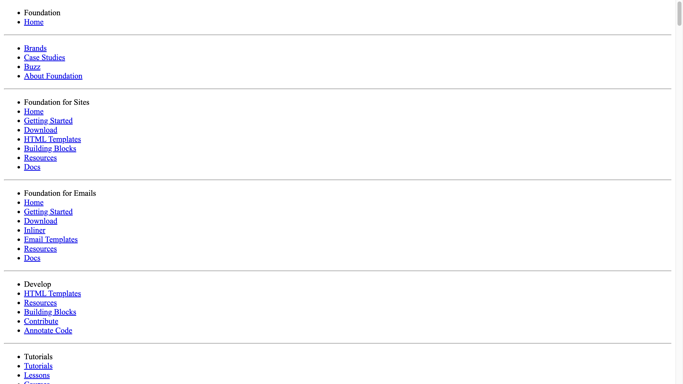 Foundation
Home
Brands
Case Studies
Buzz
About Foundation
Foundation for Sites
Home
Getting Started
Download
HTML Templates
Building Blocks
Resources
Docs
Foundation for Emails
Home
Getting Started
Download
Inliner
Email Templates
Resources
Docs
Develop
HTML Templates
Resources
Building Blocks
Contribute
Annotate Code
Tutorials
Tutorials
Lessons